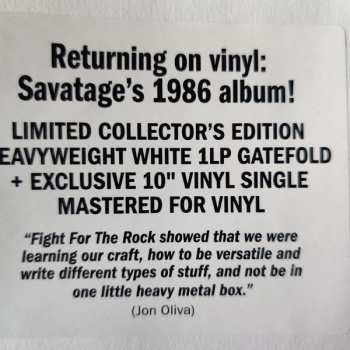 Returning on vinyl:
Savatage's 1986 album!
LIMITED COLLECTOR'S EDITION
EAVYWEIGHT WHITE 1LP GATEFOLD
+ EXCLUSIVE 10" VINYL SINGLE
MASTERED FOR VINYL
"Fight For The Rock showed that we were
learning our craft, how to be versatile and
write different types of stuff, and not be in
one little heavy metal box."
(Jon Oliva)